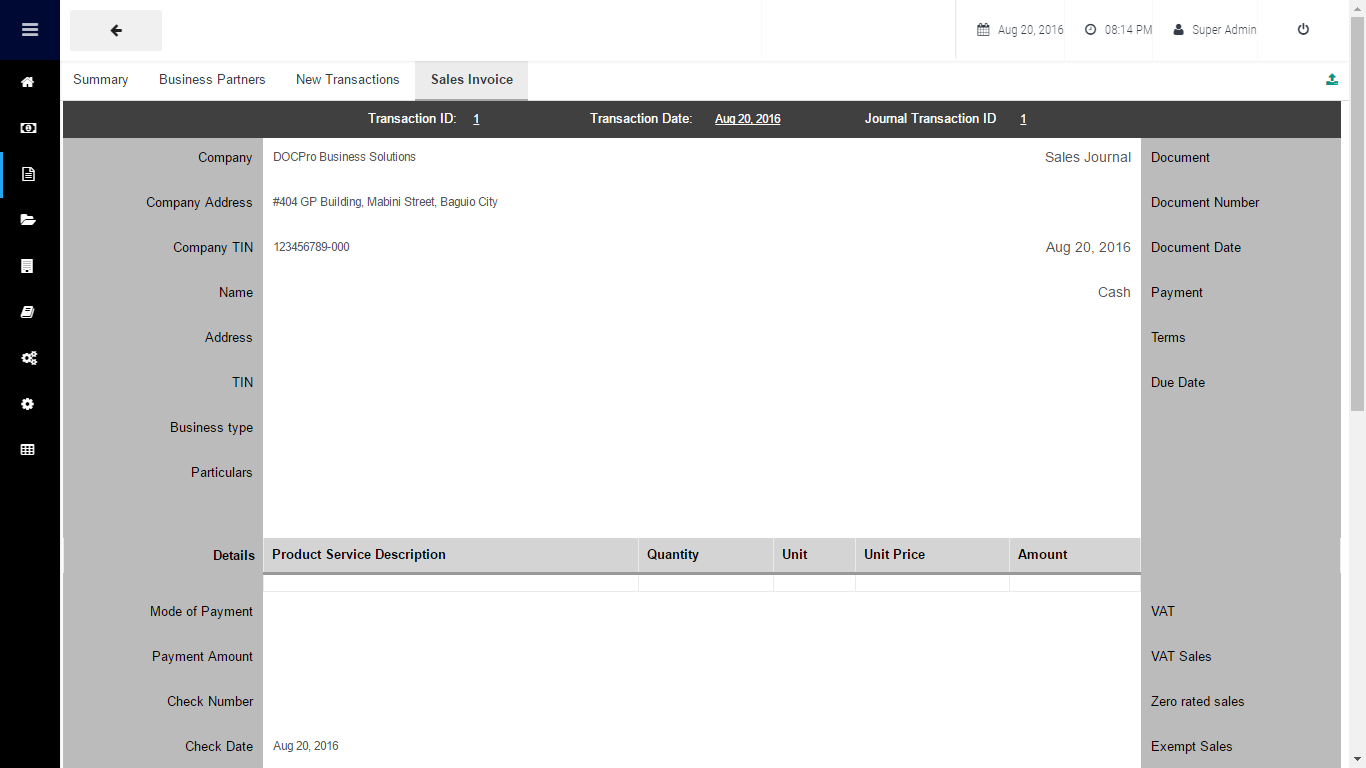 Aug 20, 2016 08:14 PM Super Admin
Summary Business Partners New Transactions Sales Invoice
Transaction ID: 1 Transaction Date: Aug 20, 2016 Journal Transaction ID 1
Company DOCPro Business Solutions Sales Journal Document
Company Address #404 GP Building, Mabini Street, Baguio City Document Number
Company TIN 123456789-000 Aug 20, 2016 Document Date
Name Cash Payment
Address Terms
TIN Due Date
Business type
Particulars
Details Product Service Description Quantity Unit Unit Price Amount
Mode of Payment VAT
Payment Amount VAT Sales
Check Number Zero rated sales
Check Date Aug 20, 2016 Exempt Sales